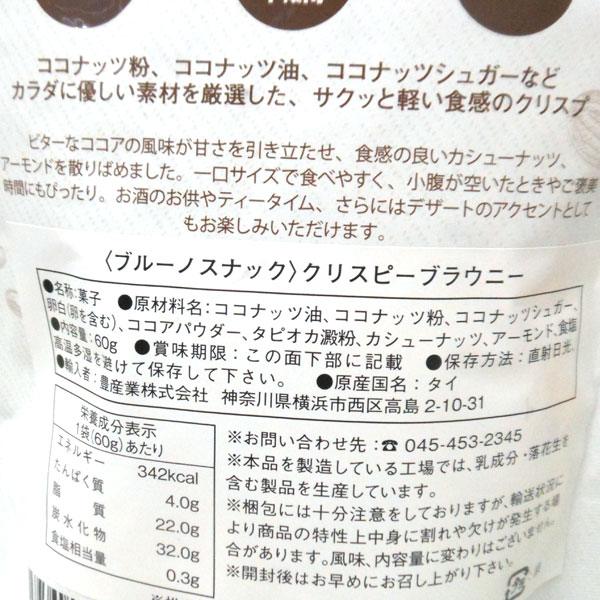 ココナッツ粉、ココナッツ油、ココナッツシュガーなど
カラダに優しい素材を厳選した、サクッと軽い食感のクリスプ
ビターなココアの風味が甘さを引き立たせ、食感の良いカシューナッツ、
アーモンドを散りばめました。一口サイズで食べやすく、小腹が空いたときやご褒美
時間にもぴったり。お酒のお供やティータイム、さらにはデザートのアクセントとして
もお楽しみいただけます。
〈ブルーノスナック〉クリスピーブラウニー
●名称:菓子 ●原材料名:ココナッツ油、ココナッツ粉、ココナッツシュガー、
卵白(卵を含む)、ココアパウダー、タピオカ澱粉、カシューナッツ、アーモンド、食塩
●内容量:60g ●賞味期限:この面下部に記載 ●保存方法:直射日光、
高温多湿を避けて保存して下さい。 ●原産国名:タイ
●輸入者:豊産業株式会社 神奈川県横浜市西区高島2-10-31
栄養成分表示
1袋(60g)あたり
エネルギー 342kcal
たんぱく質 4.0g
脂質 22.0g
炭水化物 32.0g
食塩相当量 0.3g
※お問い合わせ先:☎045-453-2345
※本品を製造している工場では、乳成分・落花生を
含む製品を生産しています。
※梱包には十分注意をしておりますが、輸送状況に
より商品の特性上中身に割れや欠けが発生する場
合があります。風味、内容量に変わりはございません。
※開封後はお早めにお召し上がり下さい。